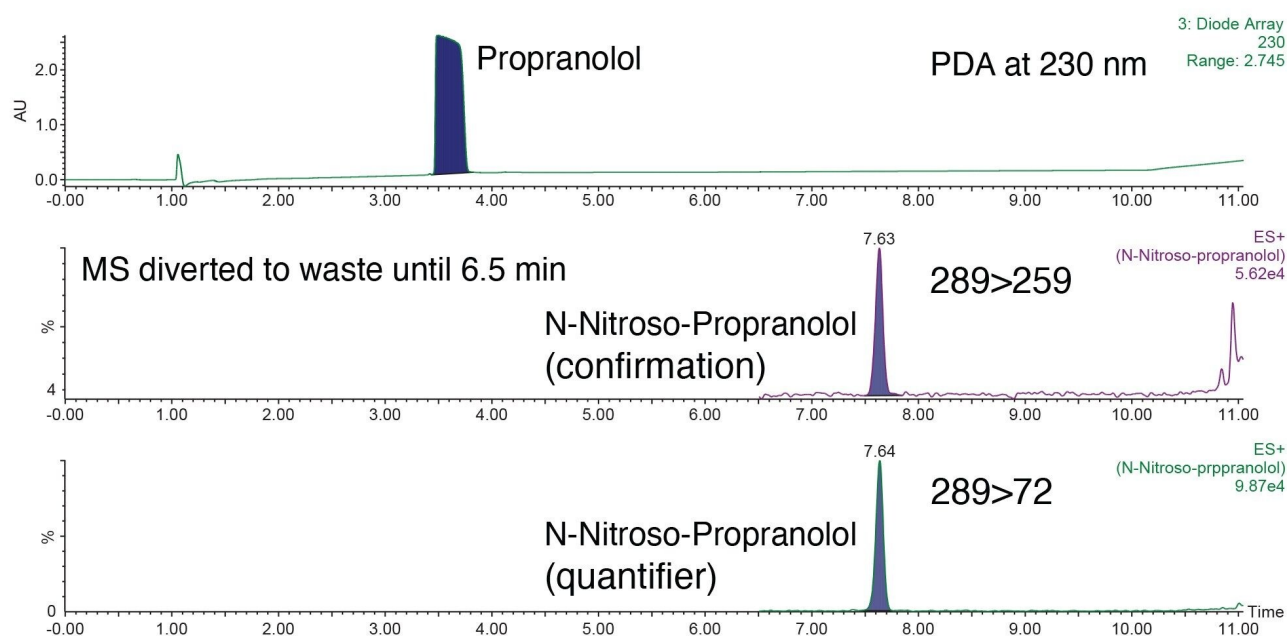 3: Diode Array
230
Range: 2.745
Propranolol
PDA at 230 nm
AU
2.0
1.0
0.0
-0.00 1.00 2.00 3.00 4.00 5.00 6.00 7.00 8.00 9.00 10.00 11.00
7.63
ES+
(N-Nitroso-propranolol)
5.62e4
MS diverted to waste until 6.5 min
289>259
N-Nitroso-Propranolol
(confirmation)
%
4
-0.00 1.00 2.00 3.00 4.00 5.00 6.00 7.00 8.00 9.00 10.00 11.00
7.64
ES+
(N-Nitroso-prppranolol)
9.87e4
289>72
N-Nitroso-Propranolol
(quantifier)
%
0
Time
-0.00 1.00 2.00 3.00 4.00 5.00 6.00 7.00 8.00 9.00 10.00 11.00